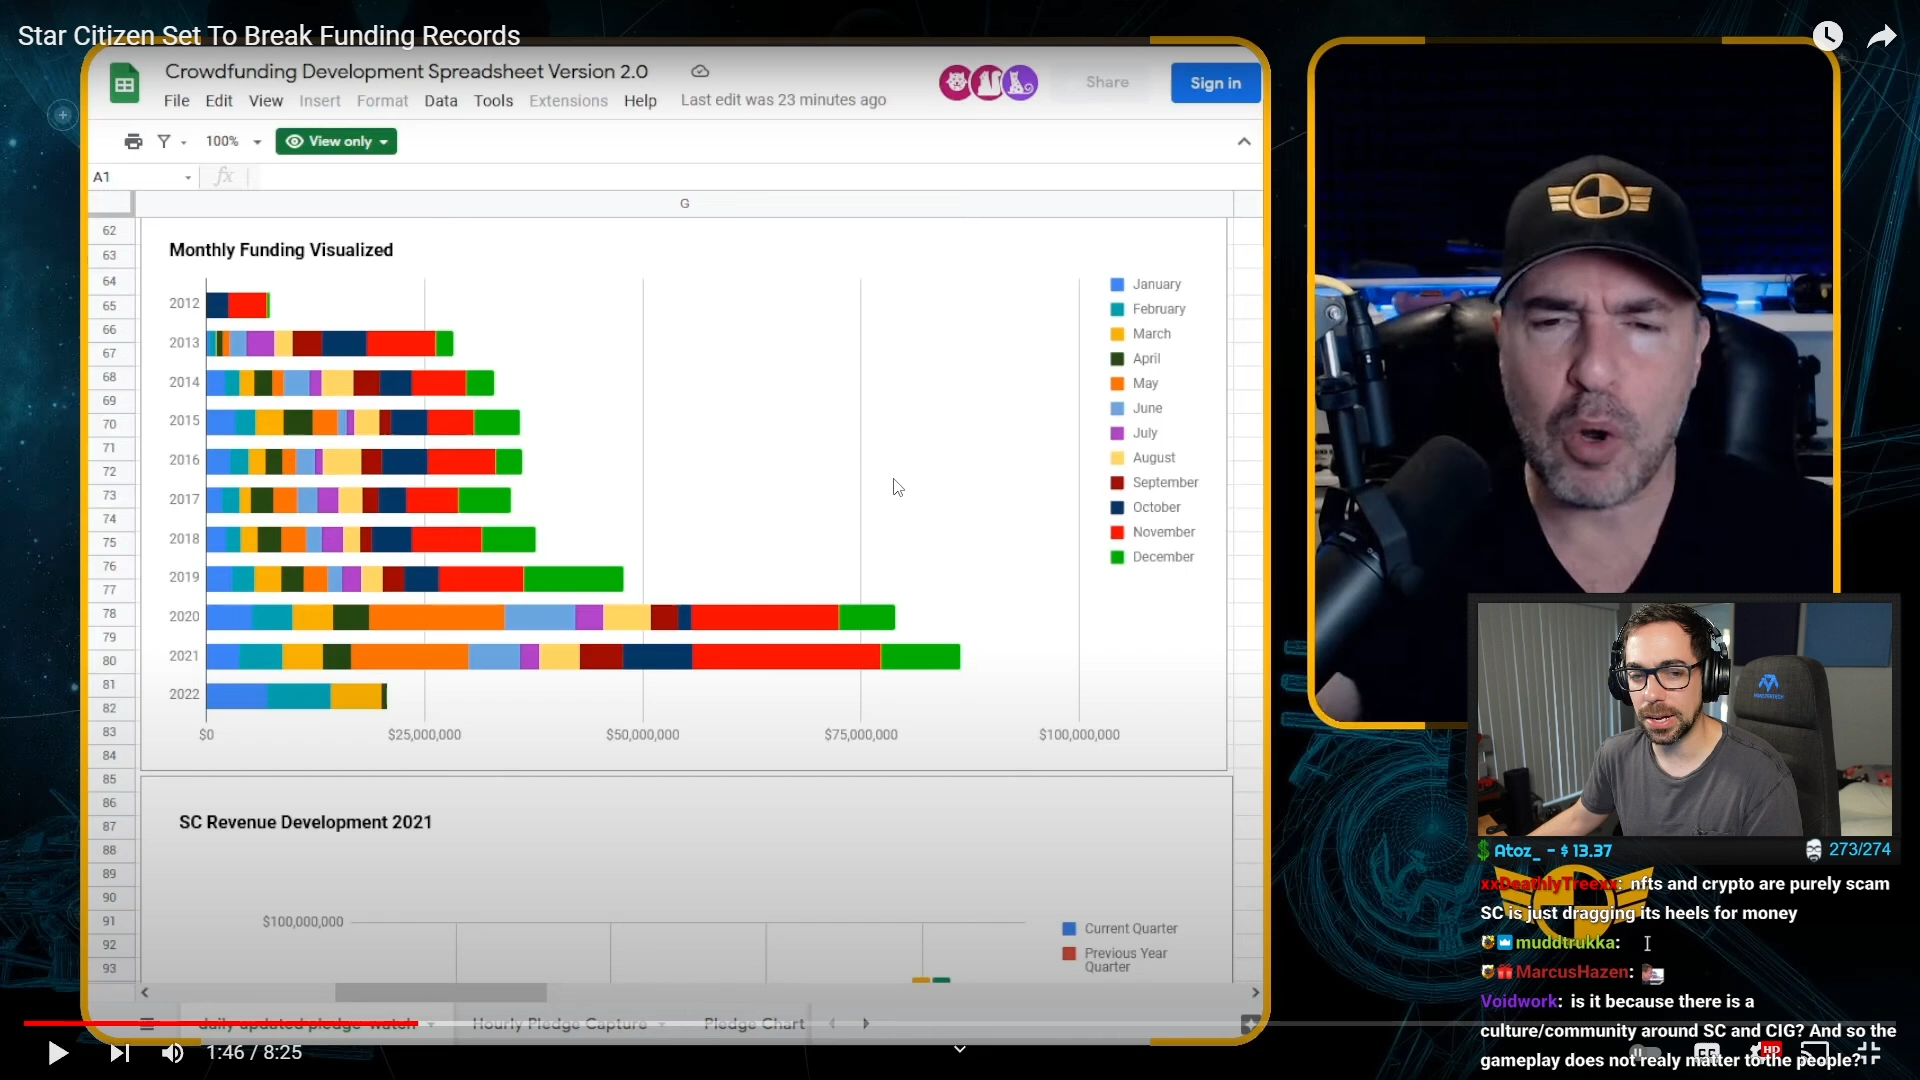 Star Citizen Set To Break Funding Records
Crowdfunding Development Spreadsheet Version 2.0
Share
Sign in
File Edit View Insert Format Data Tools Extensions Help Last edit was 23 minutes ago
100% View only
A1 fx
G
62
63
64
65
66
67
68
69
70
71
72
73
74
75
76
77
78
79
80
81
82
83
84
85
86
87
88
89
90
91
92
93
Monthly Funding Visualized
2012
2013
2014
2015
2016
2017
2018
2019
2020
2021
2022
$0 $25,000,000 $50,000,000 $75,000,000 $100,000,000
January
February
March
April
May
June
July
August
September
October
November
December
SC Revenue Development 2021
$100,000,000
Current Quarter
Previous Year
Quarter
daily updated pledge-watch Hourly Pledge Capture Pledge Chart
1:46 / 8:25
CC HD
Atoz_ - $ 13.37 273/274
xxDeathlyTreexx: nfts and crypto are purely scam
SC is just dragging its heels for money
muddtrukka:
MarcusHazen:
Voidwork: is it because there is a
culture/community around SC and CIG? And so the
gameplay does not realy matter to the people?